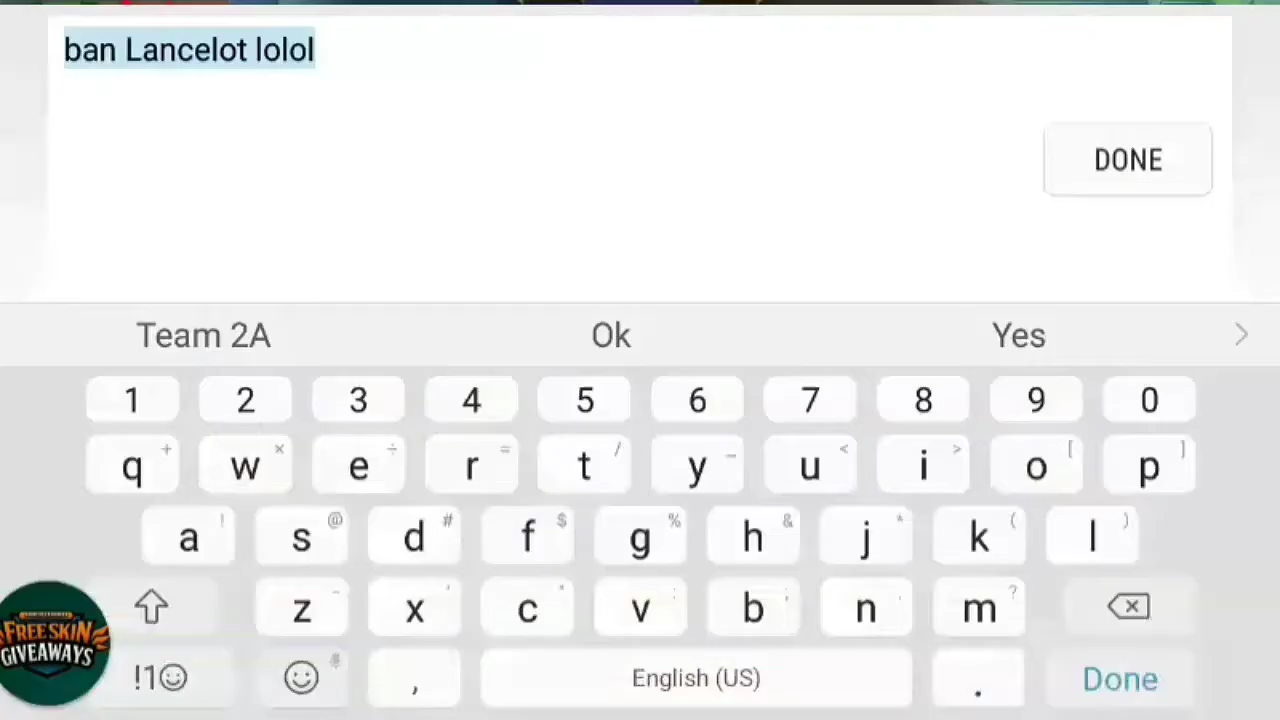 ban Lancelot lolol
DONE
Team 2A Ok Yes
1 2 3 4 5 6 7 8 9 0
q + w × e ÷ r = t / y _ u < i > o [ p ]
a ! s @ d # f $ g % h & j * k ( l )
z - x ' c " v : b ; n , m ?
FREE SKIN
GIVEAWAYS
!1☺ , English (US) . Done